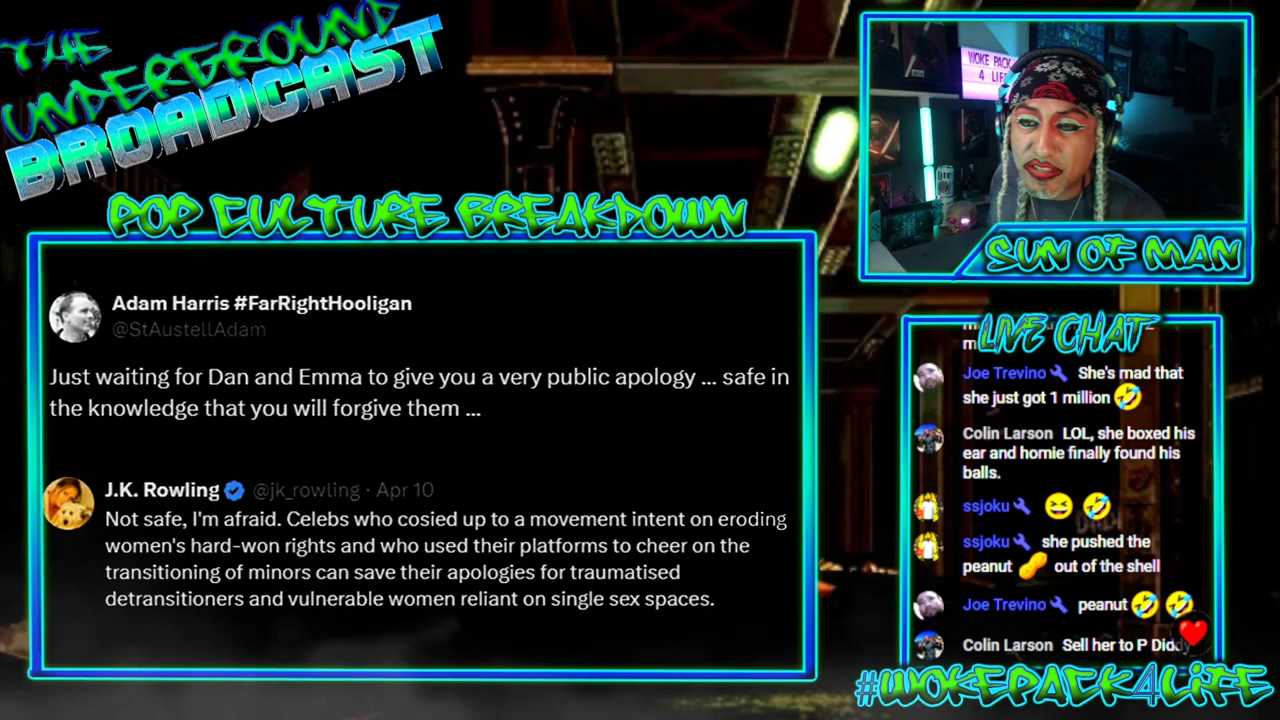 THE
UNDERGROUND
BROADCAST
POP CULTURE BREAKDOWN
Adam Harris #FarRightHooligan
@StAustellAdam
Just waiting for Dan and Emma to give you a very public apology ... safe in
the knowledge that you will forgive them ...
J.K. Rowling @jk_rowling · Apr 10
Not safe, I'm afraid. Celebs who cosied up to a movement intent on eroding
women's hard-won rights and who used their platforms to cheer on the
transitioning of minors can save their apologies for traumatised
detransitioners and vulnerable women reliant on single sex spaces.
WOKE PACK
4 LIFE
SUN OF MAN
LIVE CHAT
Joe Trevino She's mad that
she just got 1 million 🤣
Colin Larson LOL, she boxed his
ear and homie finally found his
balls.
ssjoku 😆 🤣
ssjoku she pushed the
peanut 🥜 out of the shell
Joe Trevino peanut 🤣 🤣
Colin Larson Sell her to P Diddy
#WOKEPACK4LIFE